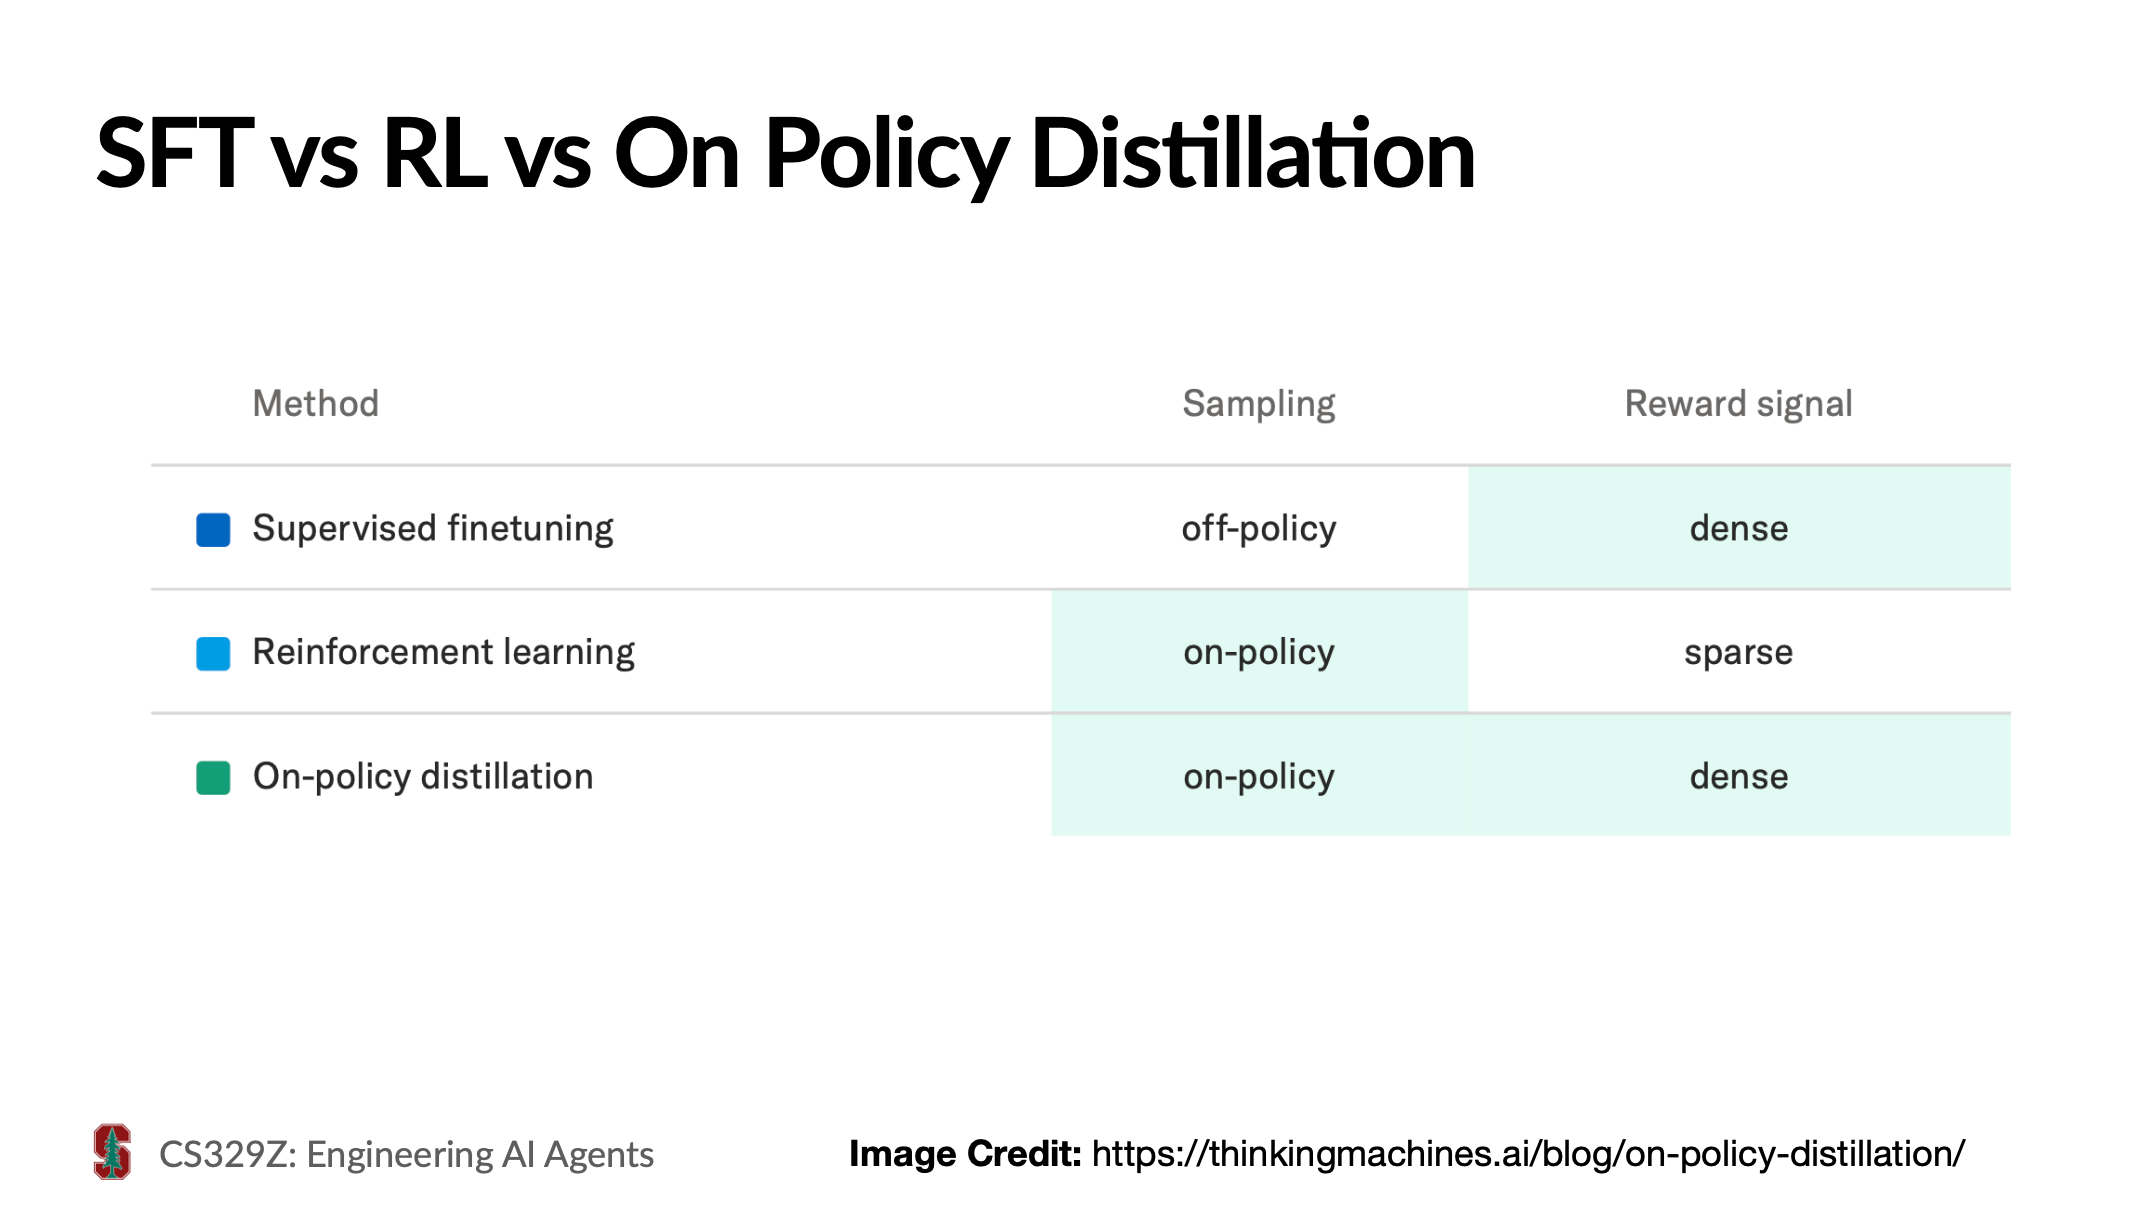 SFT vs RL vs On Policy Distillation
Method Sampling Reward signal
Supervised finetuning off-policy dense
Reinforcement learning on-policy sparse
On-policy distillation on-policy dense
S CS329Z: Engineering AI Agents Image Credit: https://thinkingmachines.ai/blog/on-policy-distillation/